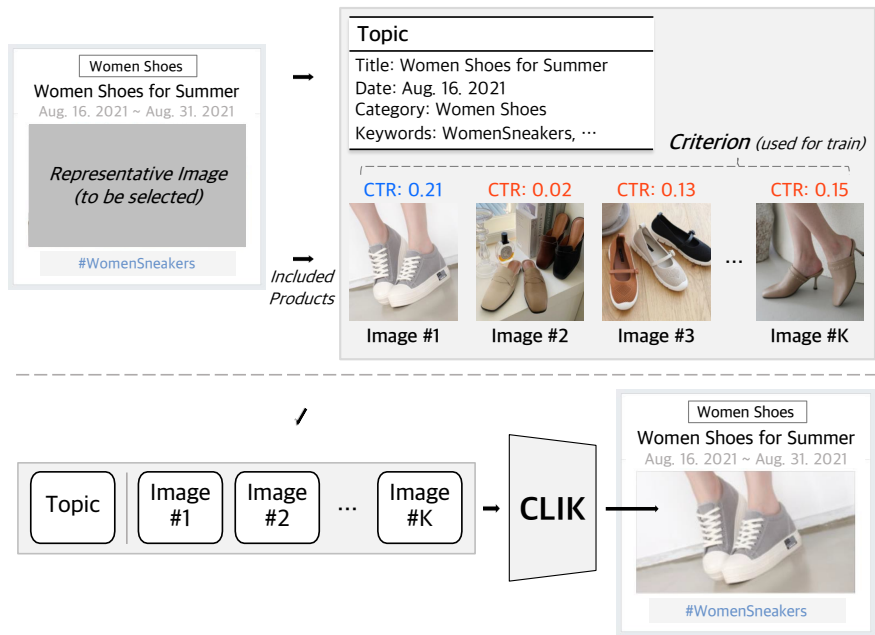 Women Shoes
Women Shoes for Summer
Aug. 16. 2021 ~ Aug. 31. 2021
Representative Image
(to be selected)
#WomenSneakers
Included
Products
Topic
Title: Women Shoes for Summer
Date: Aug. 16. 2021
Category: Women Shoes
Keywords: WomenSneakers, ...
Criterion (used for train)
CTR: 0.21
CTR: 0.02
CTR: 0.13
CTR: 0.15
...
Image #1
Image #2
Image #3
Image #K
Topic
Image
#1
Image
#2
...
Image
#K
CLIK
Women Shoes
Women Shoes for Summer
Aug. 16. 2021 ~ Aug. 31. 2021
#WomenSneakers